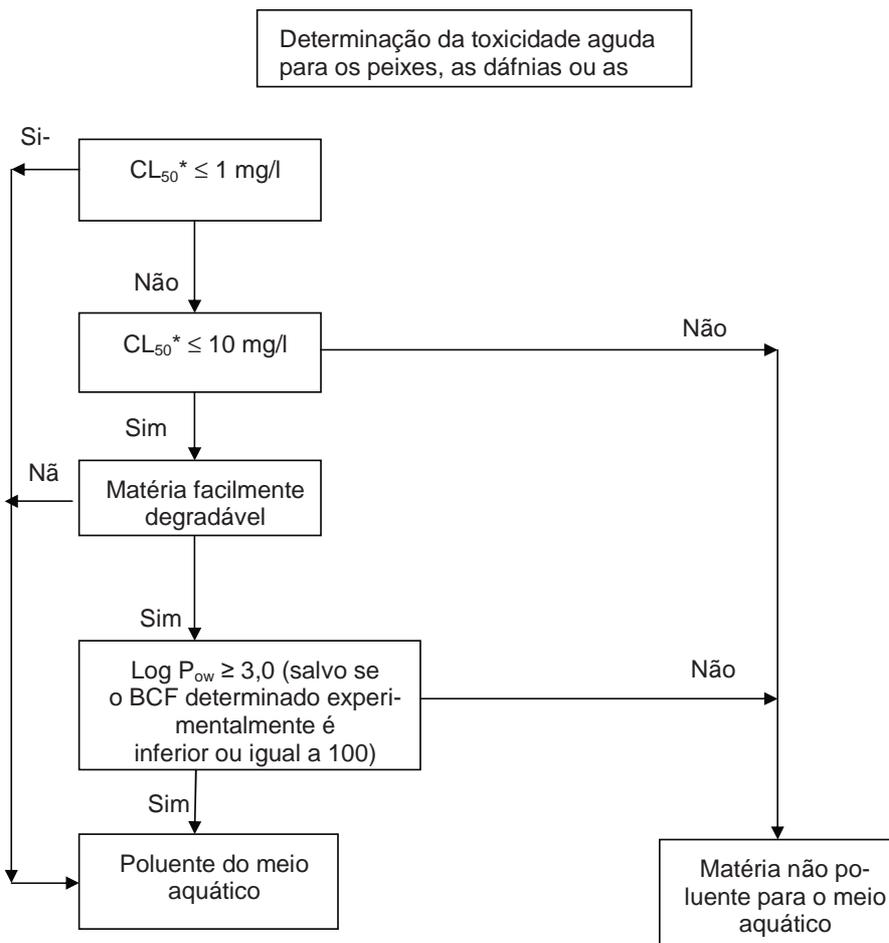 Determinação da toxicidade aguda
para os peixes, as dáfnias ou as
Si-
CL₅₀* ≤ 1 mg/l
Não
CL₅₀* ≤ 10 mg/l
Não
Sim
Nã
Matéria facilmente
degradável
Sim
Log Pₒw ≥ 3,0 (salvo se
o BCF determinado experi-
mentalmente é
inferior ou igual a 100)
Não
Sim
Poluente do meio
aquático
Matéria não po-
luente para o meio
aquático